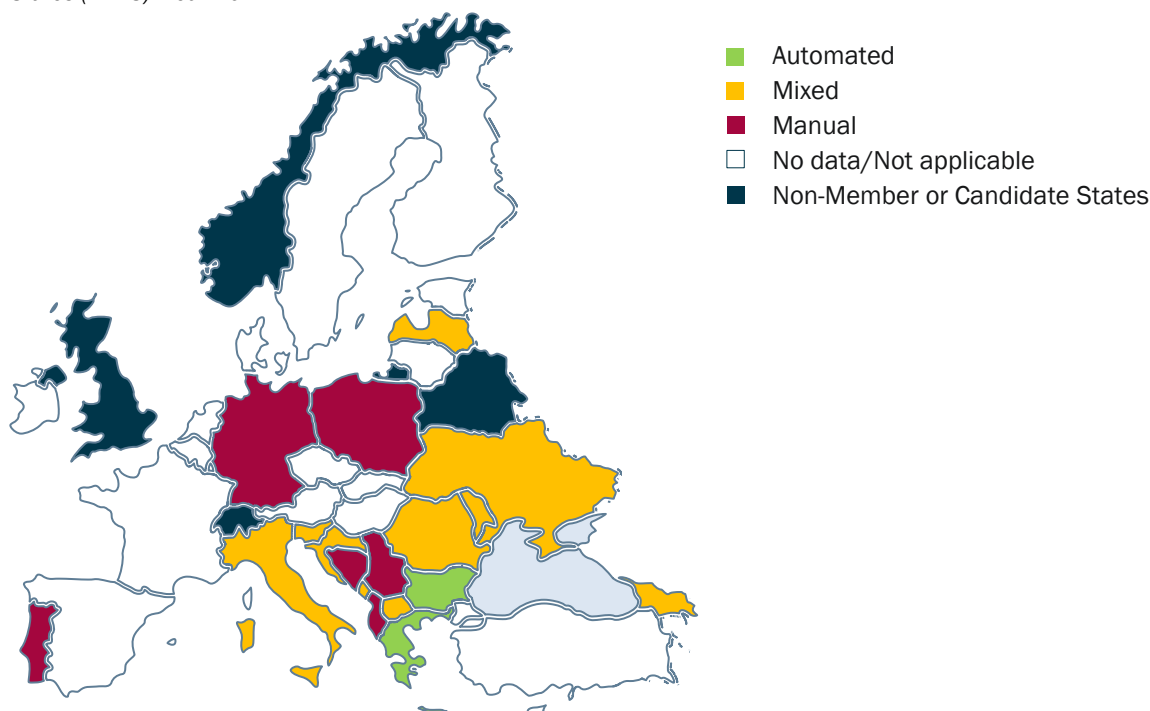 Automated
Mixed
Manual
No data/Not applicable
Non-Member or Candidate States